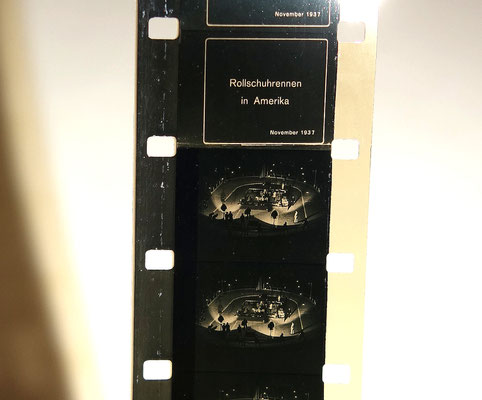 November 1937
Rollschuhrennen
in Amerika
November 1937